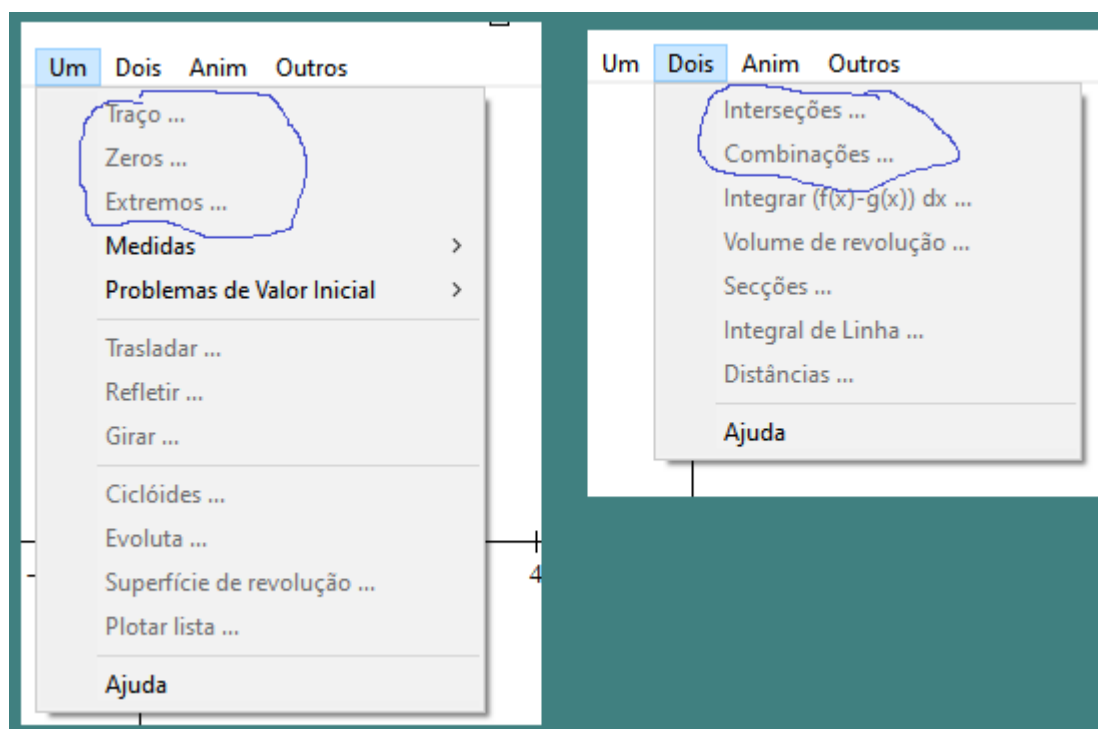 Um Dois Anim Outros
Traço ...
Zeros ...
Extremos ...
Medidas
Problemas de Valor Inicial
Trasladar ...
Refletir ...
Girar ...
Ciclóides ...
Evoluta ...
Superfície de revolução ...
Plotar lista ...
Ajuda
4
Um Dois Anim Outros
Interseções ...
Combinações ...
Integrar (f(x)-g(x)) dx ...
Volume de revolução ...
Secções ...
Integral de Linha ...
Distâncias ...
Ajuda